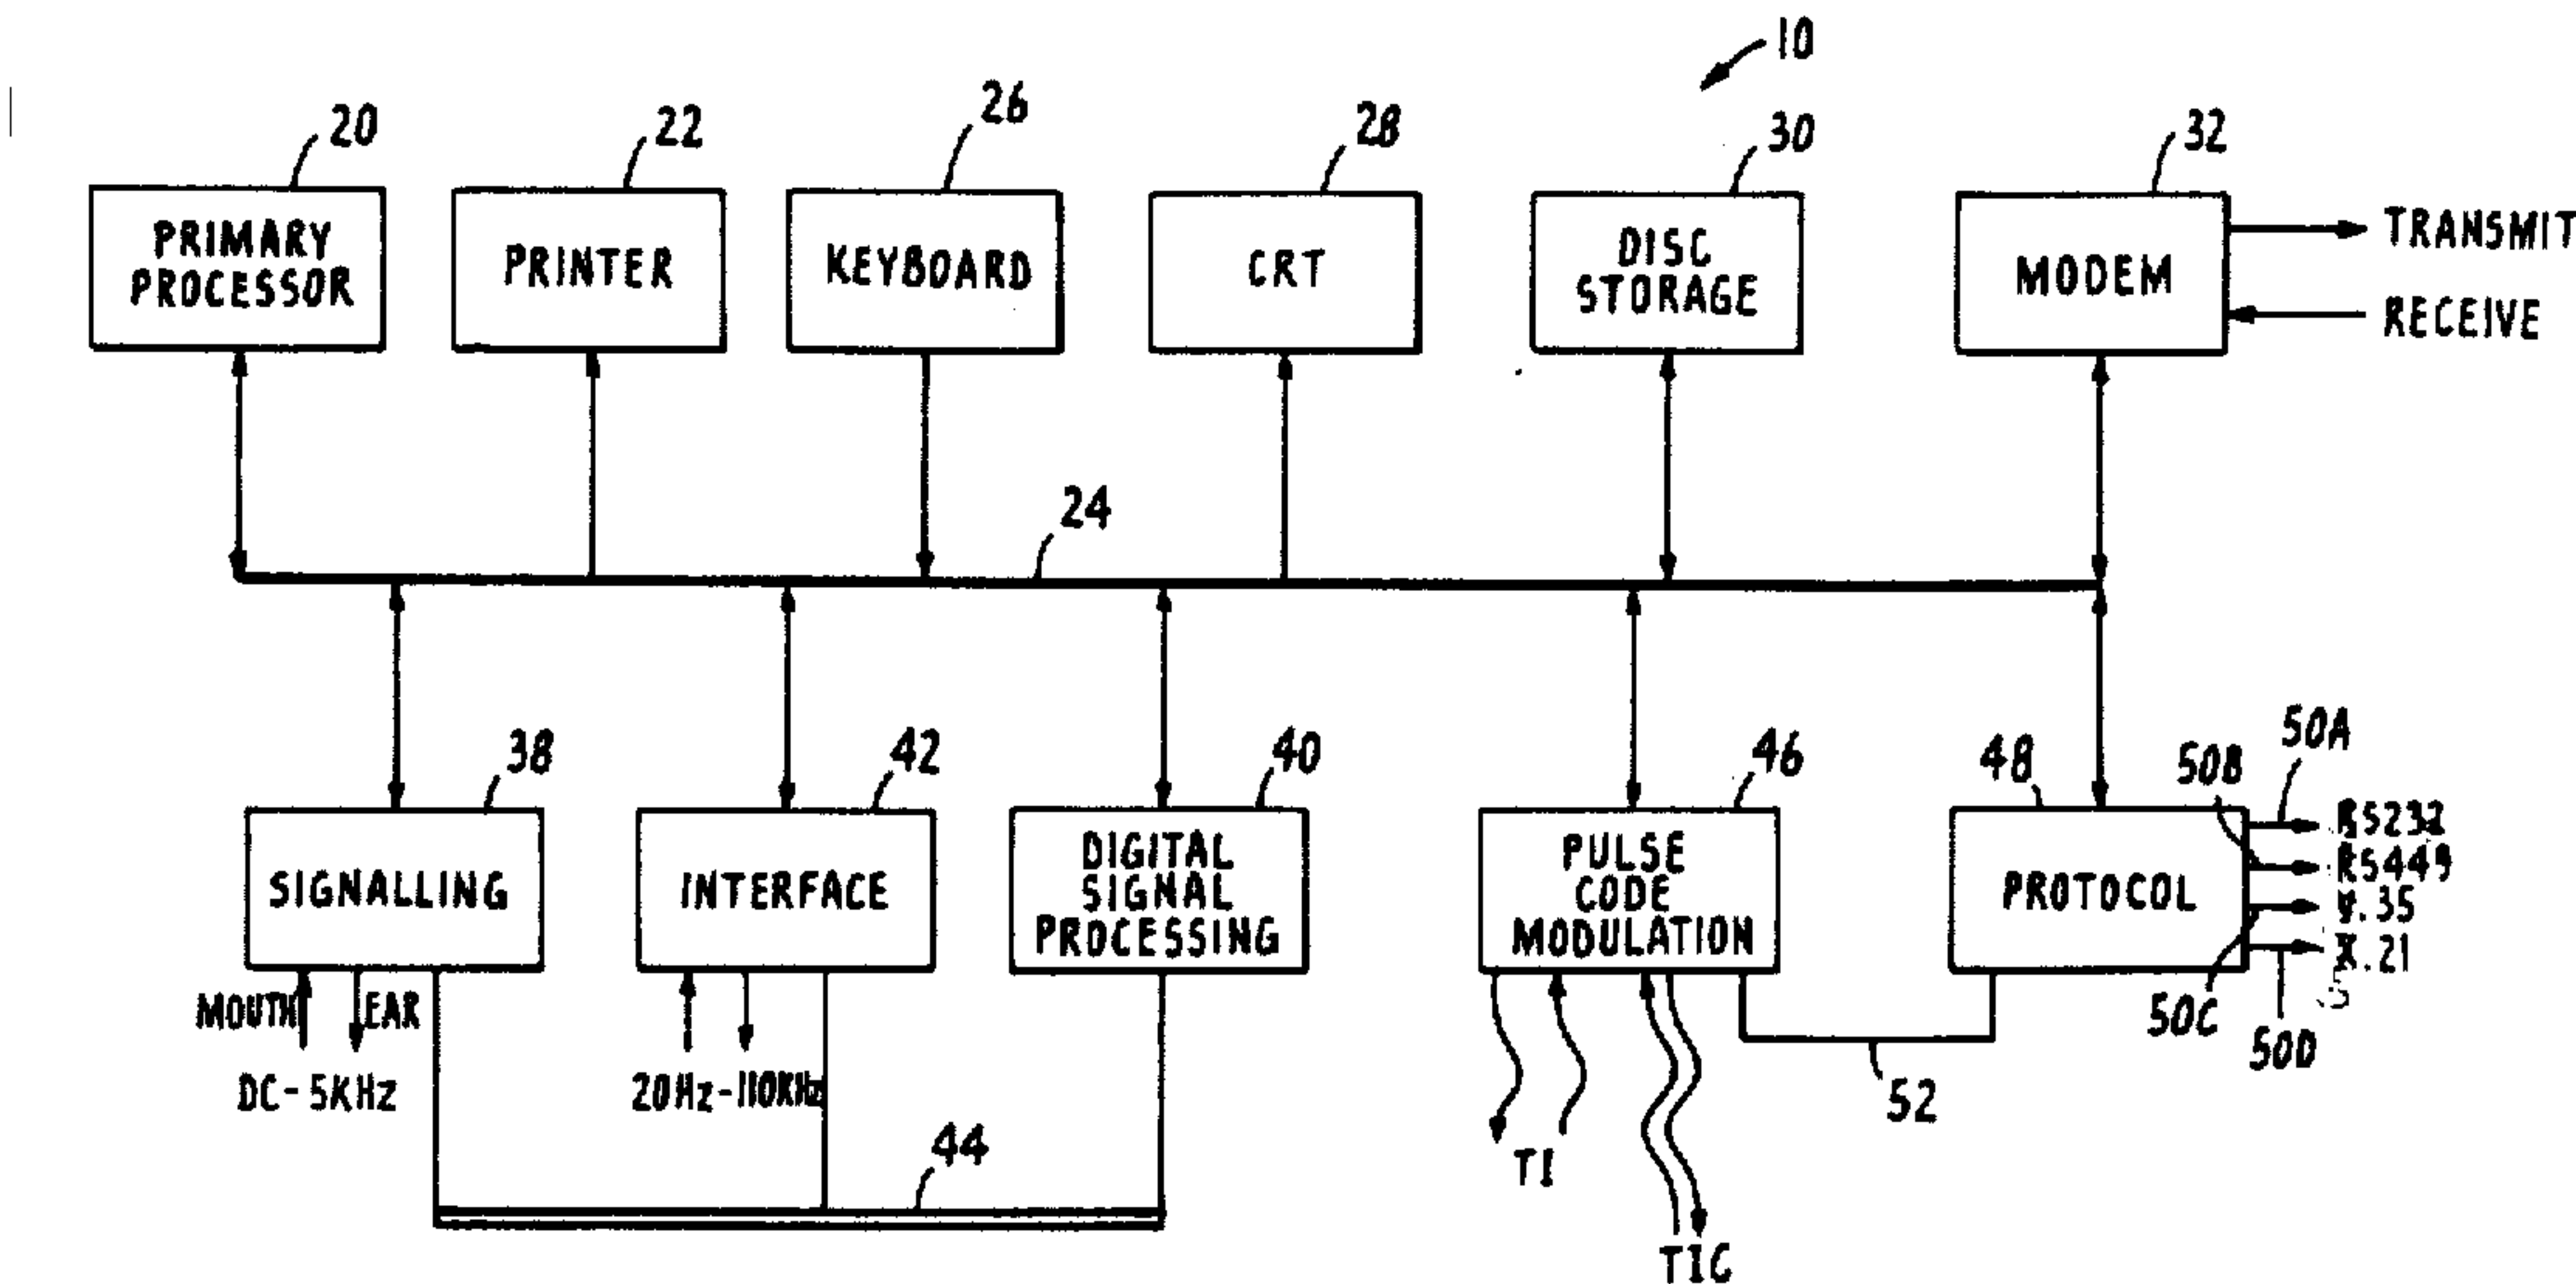 10
20
22
26
28
30
32
PRIMARY
PROCESSOR
PRINTER
KEYBOARD
CRT
DISC
STORAGE
MODEM
TRANSMIT
RECEIVE
24
38
42
40
46
48
50B
50A
SIGNALLING
INTERFACE
DIGITAL
SIGNAL
PROCESSING
PULSE
CODE
MODULATION
PROTOCOL
RS232
RS449
V.35
X.21
MOUTH
EAR
DC-5KHz
20Hz-110KHz
50C
50D
52
44
T1
T1C